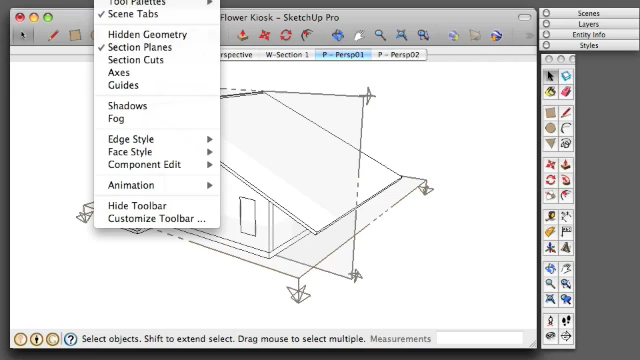 Tool Palettes
Flower Kiosk - SketchUp Pro
✓ Scene Tabs
Scenes
Entity Info
Styles
Hidden Geometry
✓ Section Planes
Section Cuts
Axes
Guides
Shadows
Fog
Edge Style
Face Style
Component Edit
Animation
Hide Toolbar
Customize Toolbar ...
rspective
W-Section 1
P - Persp01
P - Persp02
Select objects. Shift to extend select. Drag mouse to select multiple.
Measurements